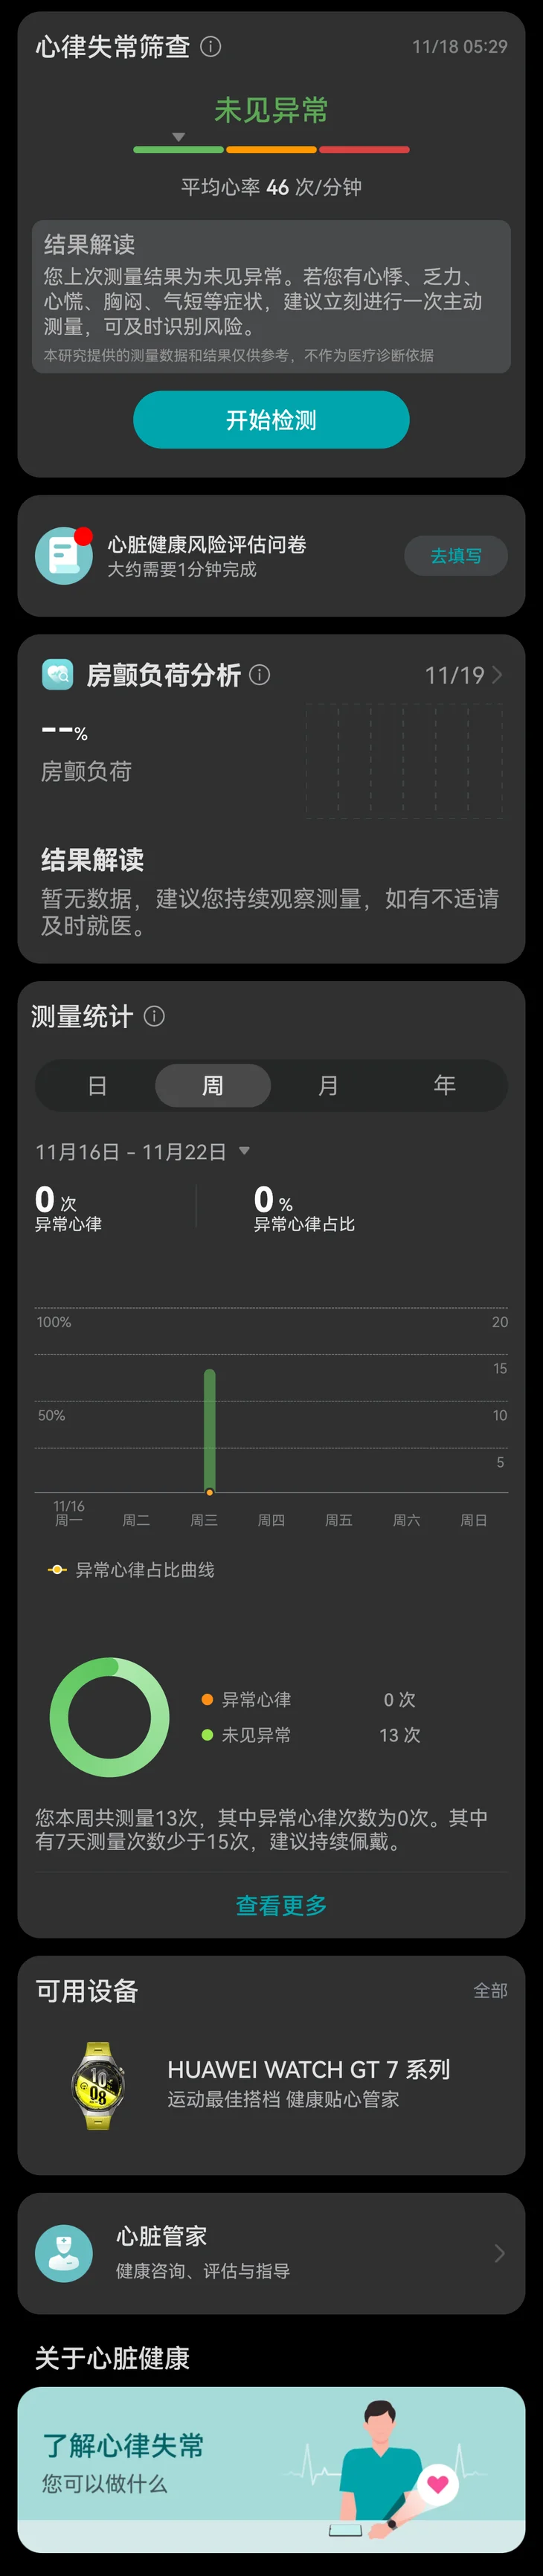 心律失常筛查
11/18 05:29
未见异常
平均心率 46 次/分钟
结果解读
您上次测量结果为未见异常。若您有心悸、乏力、
心慌、胸闷、气短等症状，建议立刻进行一次主动
测量，可及时识别风险。
本研究提供的测量数据和结果仅供参考，不作为医疗诊断依据
开始检测
心脏健康风险评估问卷
大约需要1分钟完成
去填写
房颤负荷分析
11/19
--%
房颤负荷
结果解读
暂无数据，建议您持续观察测量，如有不适请
及时就医。
测量统计
日 周 月 年
11月16日 - 11月22日
0 次
异常心律
0 %
异常心律占比
100% 20
15
50% 10
5
11/16
周一 周二 周三 周四 周五 周六 周日
异常心律占比曲线
异常心律 0 次
未见异常 13 次
您本周共测量13次，其中异常心律次数为0次。其中
有7天测量次数少于15次，建议持续佩戴。
查看更多
可用设备
全部
10
08
HUAWEI WATCH GT 7 系列
运动最佳搭档 健康贴心管家
心脏管家
健康咨询、评估与指导
关于心脏健康
了解心律失常
您可以做什么